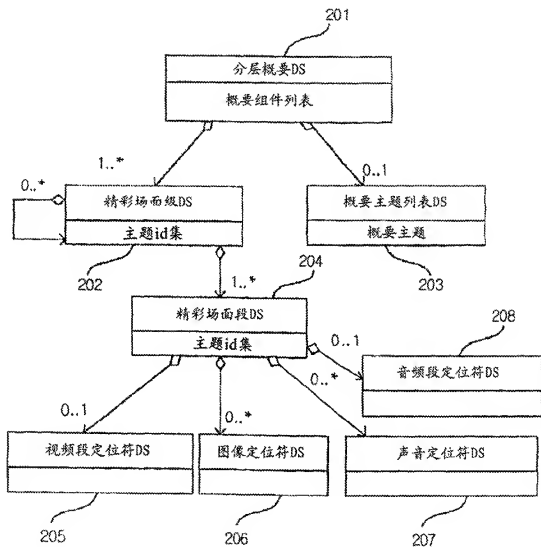 201
分层概要DS
概要组件列表
1..*
0..1
0..*
精彩场面级DS
主题id集
概要主题列表DS
概要主题
202
203
204
1..*
精彩场面段DS
主题id集
208
0..1
音频段定位符DS
0..1
0..*
0..*
视频段定位符DS
图像定位符DS
声音定位符DS
205
206
207